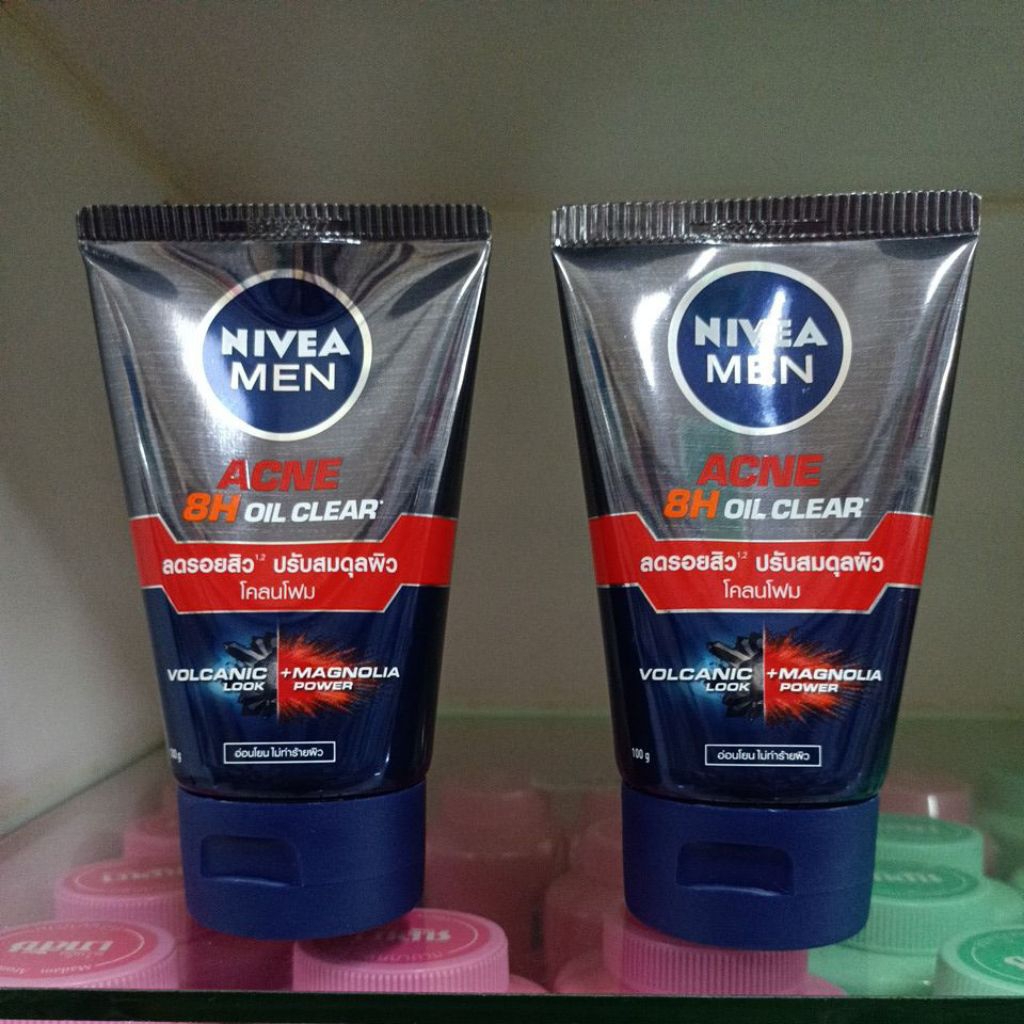 NIVEA
MEN
ACNE
8H OIL CLEAR*
ลดรอยสิว1,2 ปรับสมดุลผิว
โคลนโฟม
VOLCANIC +MAGNOLIA
LOOK POWER
อ่อนโยน ไม่ทำร้ายผิว
NIVEA
MEN
ACNE
8H OIL CLEAR*
ลดรอยสิว1,2 ปรับสมดุลผิว
โคลนโฟม
VOLCANIC +MAGNOLIA
LOOK POWER
100 g
อ่อนโยน ไม่ทำร้ายผิว